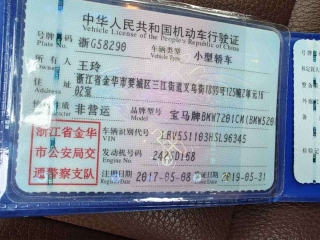 中华人民共和国机动车行驶证
Vehicle License of the People's Republic of China
号牌号码 浙G58290 车辆类型 小型轿车
Plate No. Vehicle Type
所有人 王玲
Owner
住址 浙江省金华市婺城区三江街道义乌街1899号125幢2单元16
Address 02室
使用性质 非营运 品牌型号 宝马牌BMW7201CM(BMW520
Model
浙江省金华
市公安局交
通警察支队
车辆识别代号 LBV5S1103HSL96345
VIN
发动机号码
Engine No.
注册日期 2017-05-08 发证日期 2019-05-31
Register Date Issue Date